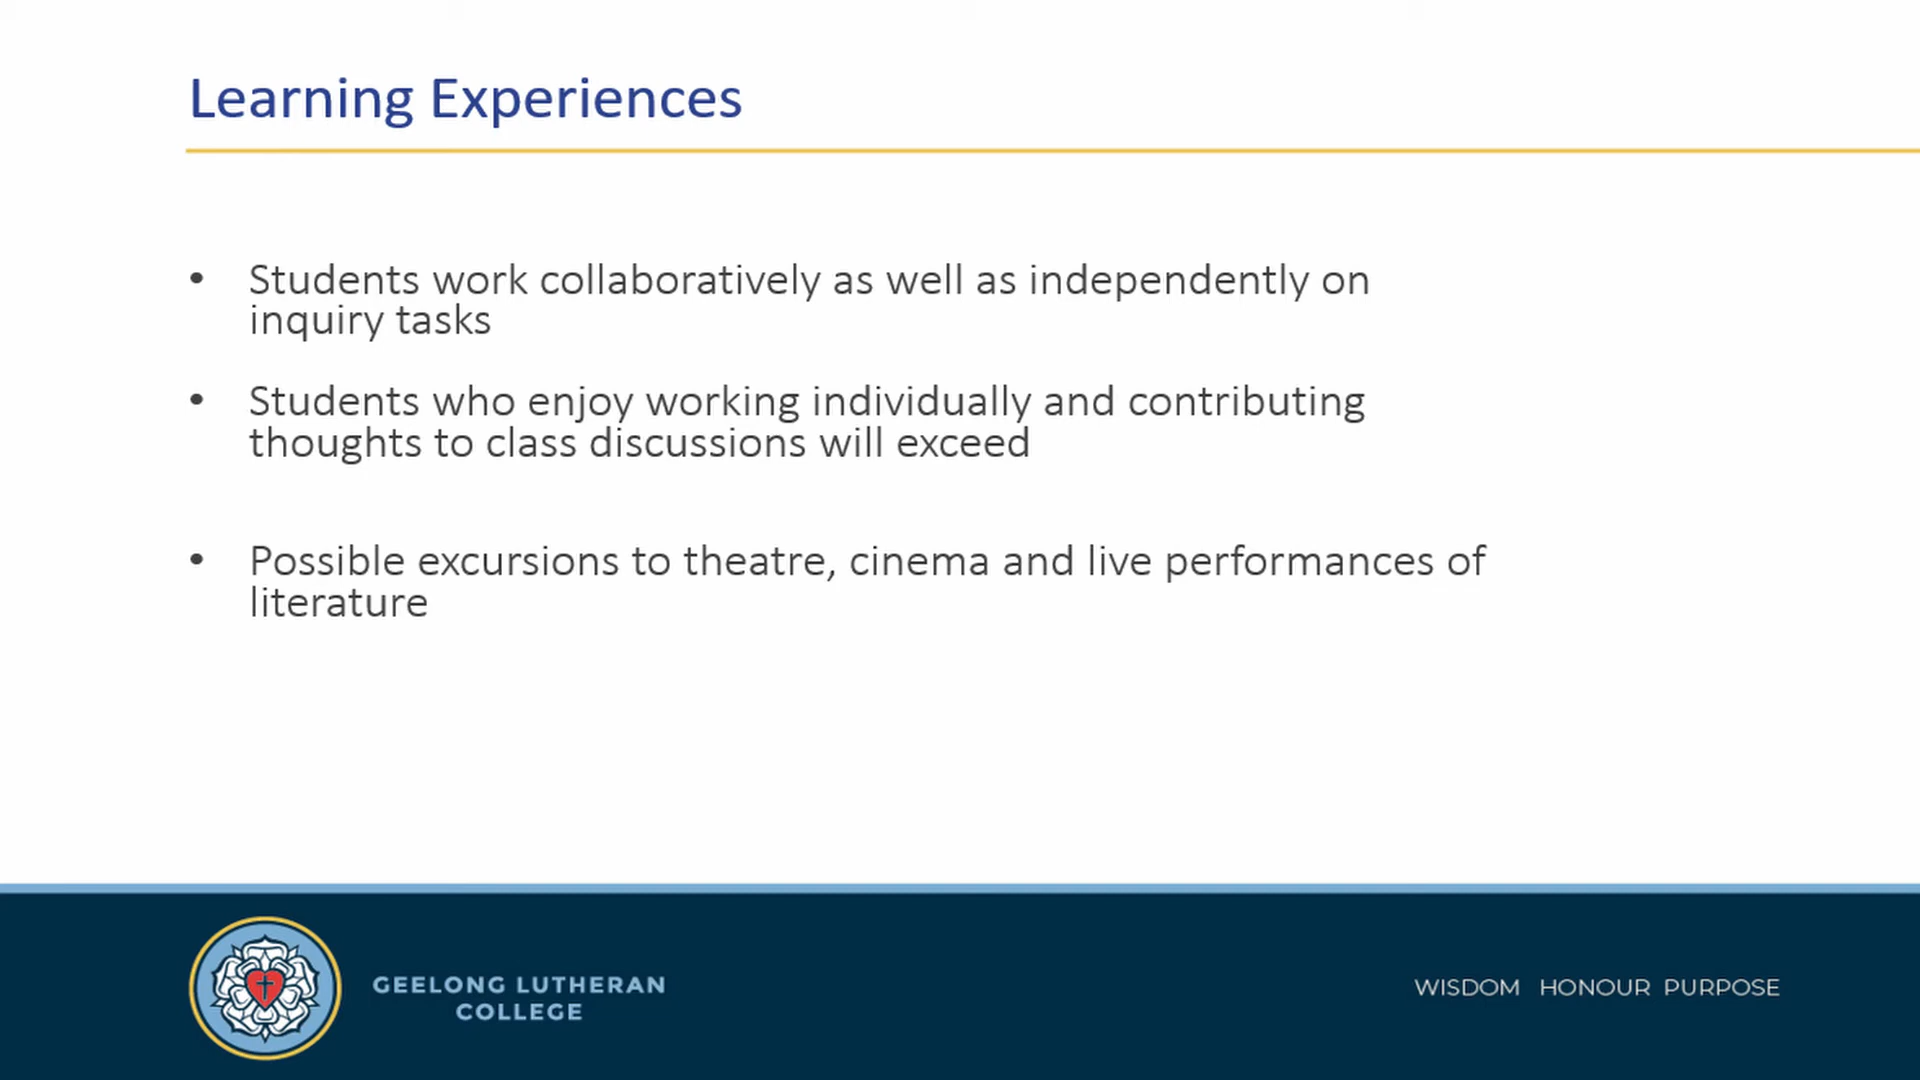 Learning Experiences
• Students work collaboratively as well as independently on
inquiry tasks
• Students who enjoy working individually and contributing
thoughts to class discussions will exceed
• Possible excursions to theatre, cinema and live performances of
literature
GEELONG LUTHERAN
COLLEGE
WISDOM HONOUR PURPOSE